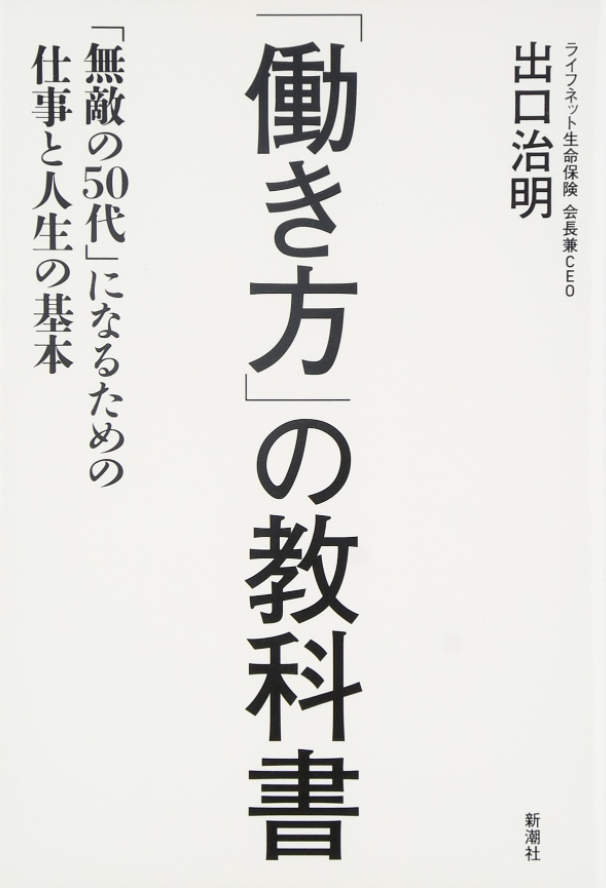 ライフネット生命保険 会長兼CEO
出口治明
「働き方」の教科書
「無敵の50代」になるための
仕事と人生の基本
新潮社